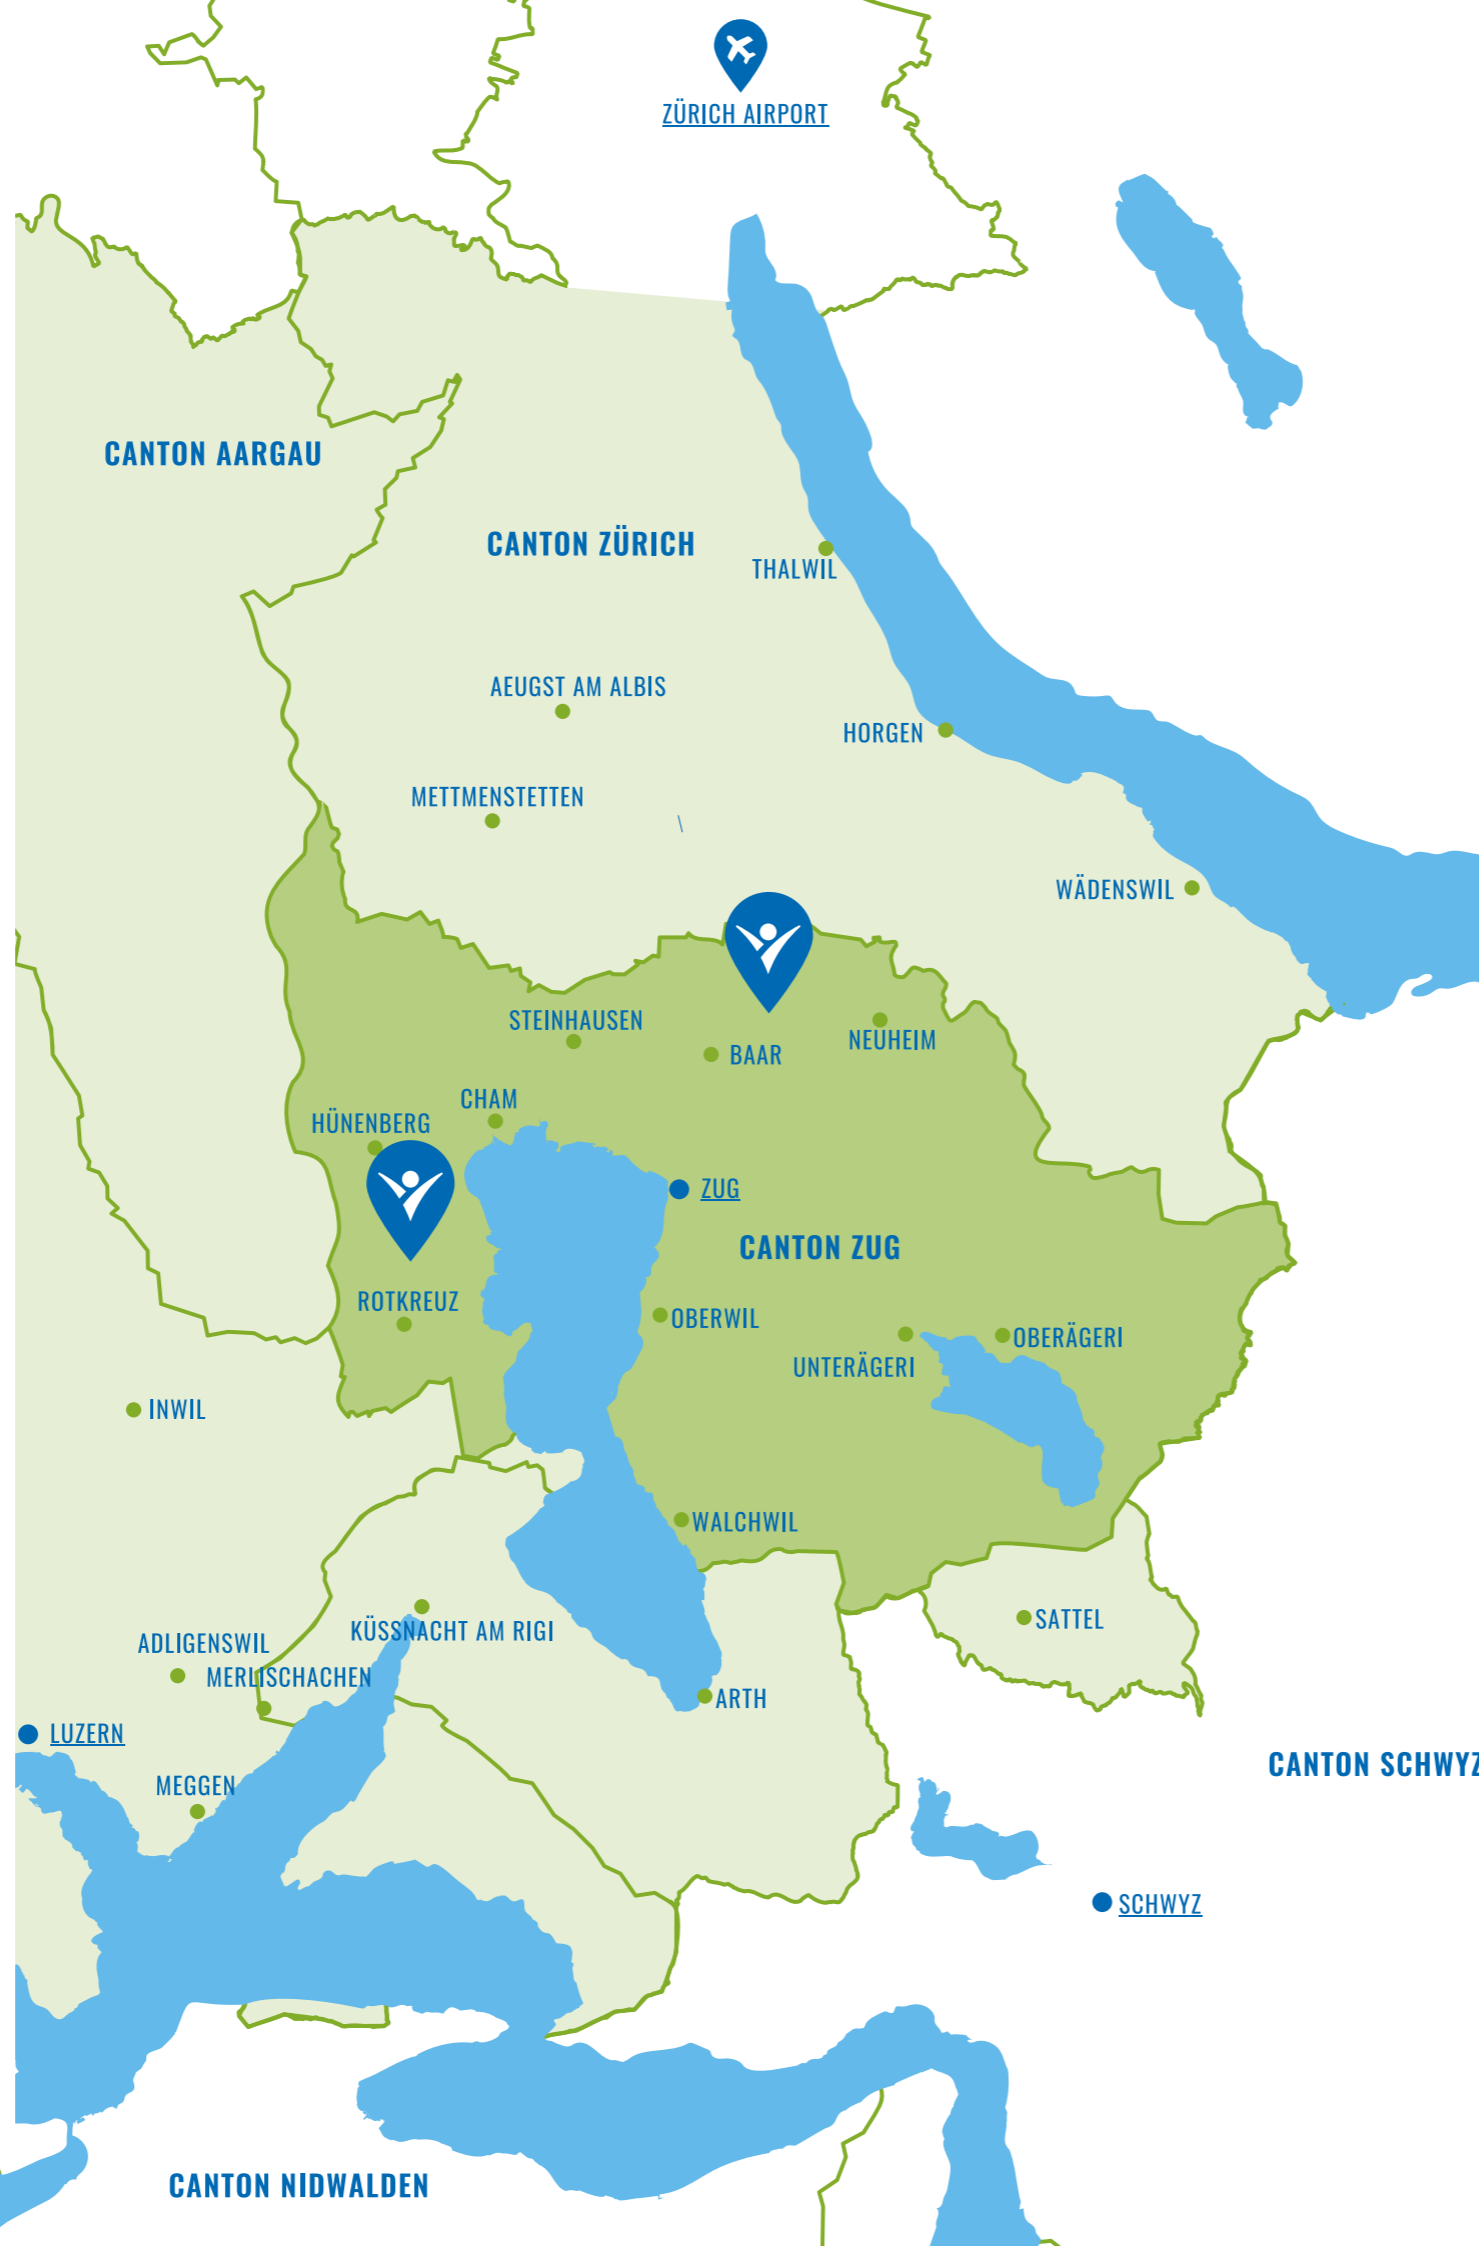 ZÜRICH AIRPORT
CANTON AARGAU
CANTON ZÜRICH
THALWIL
AEUGST AM ALBIS
HORGEN
METTMENSTETTEN
WÄDENSWIL
STEINHAUSEN
NEUHEIM
BAAR
CHAM
HÜNENBERG
ZUG
CANTON ZUG
ROTKREUZ
OBERWIL
OBERÄGERI
UNTERÄGERI
INWIL
WALCHWIL
SATTEL
KÜSSNACHT AM RIGI
ADLIGENSWIL
MERLISCHACHEN
ARTH
LUZERN
CANTON SCHWYZ
MEGGEN
SCHWYZ
CANTON NIDWALDEN